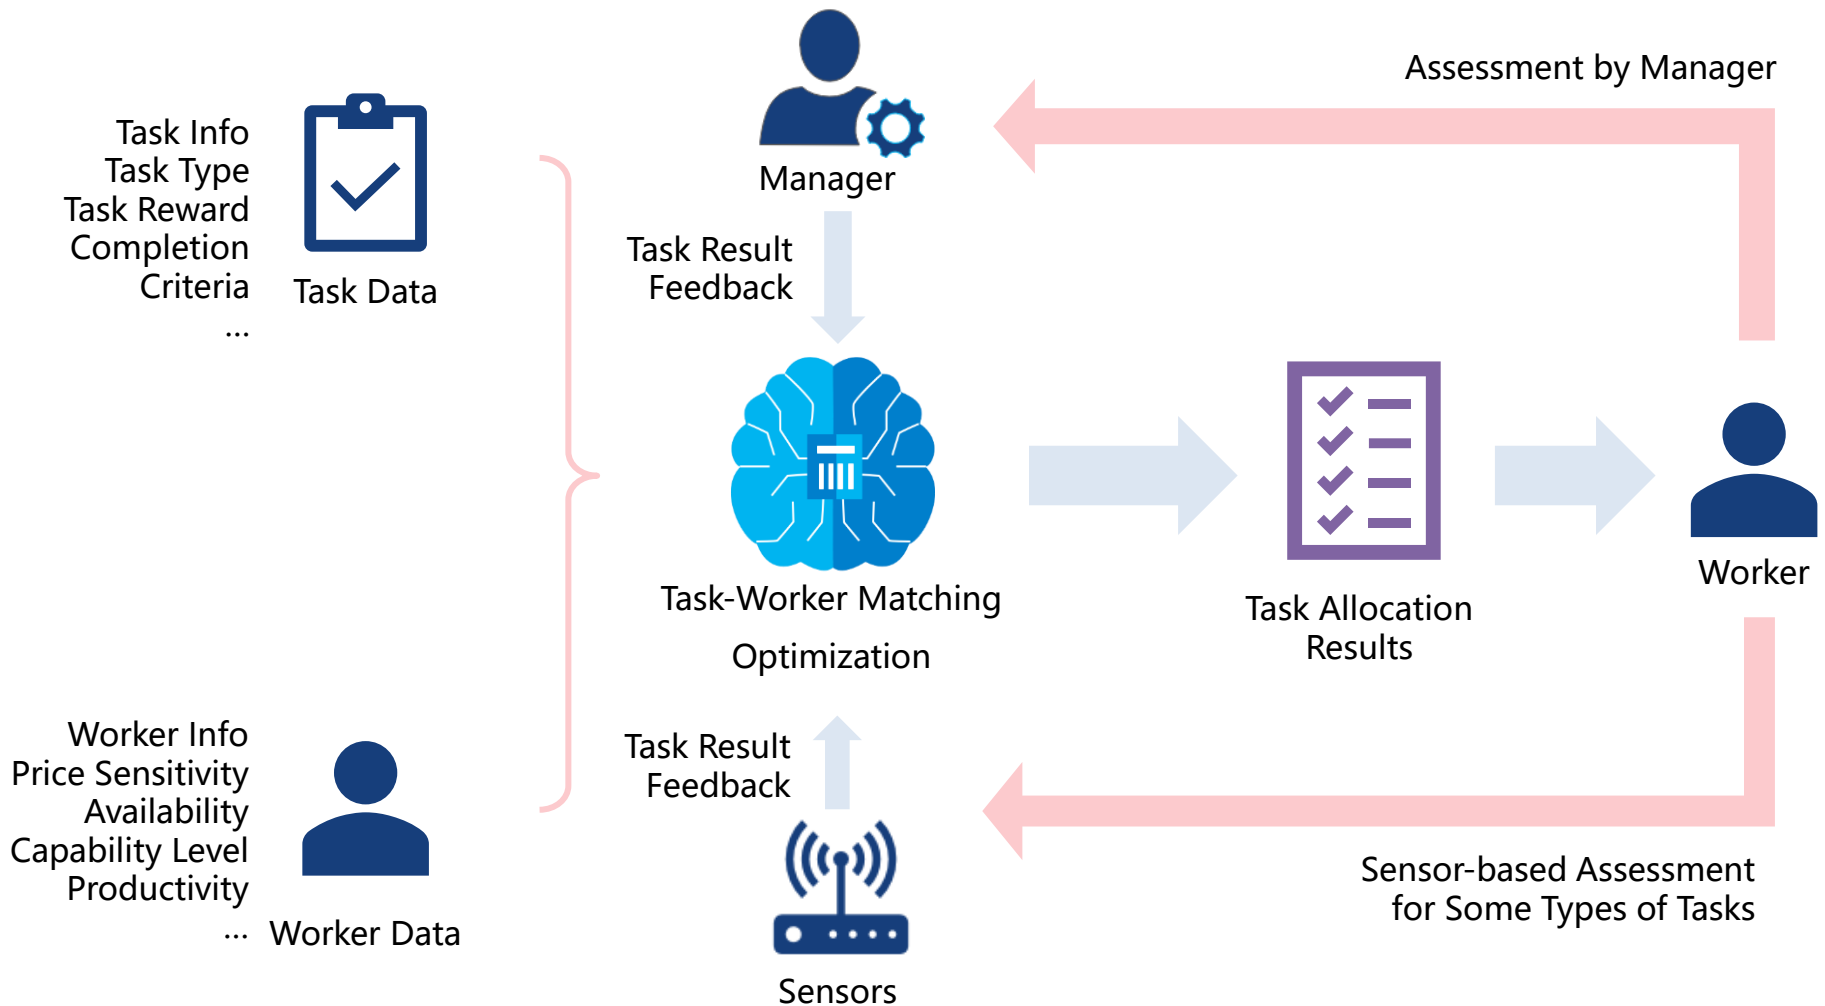 Task Info
Task Type
Task Reward
Completion
Criteria
...
Task Data
Worker Info
Price Sensitivity
Availability
Capability Level
Productivity
...
Worker Data
Manager
Task Result
Feedback
Task-Worker Matching
Optimization
Task Result
Feedback
Sensors
Task Allocation
Results
Worker
Assessment by Manager
Sensor-based Assessment
for Some Types of Tasks